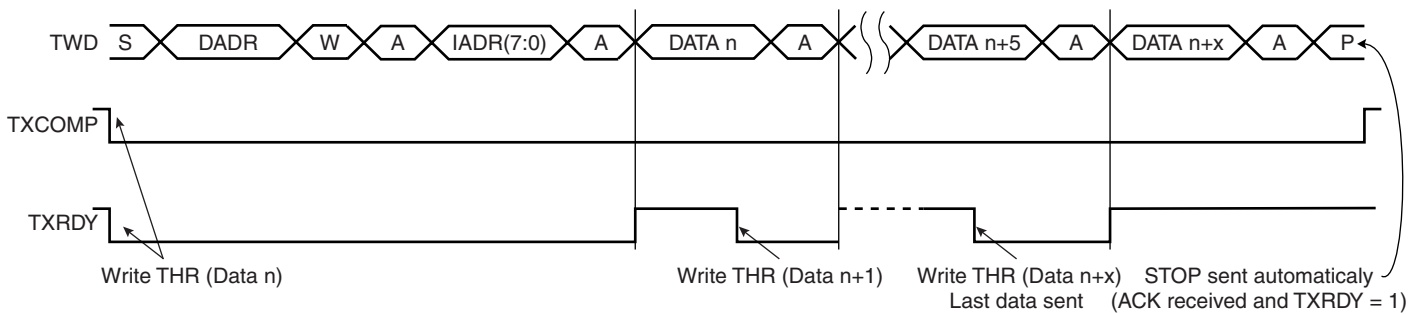 TWD S DADR W A IADR(7:0) A DATA n A DATA n+5 A DATA n+x A P
TXCOMP
TXRDY
Write THR (Data n) Write THR (Data n+1) Write THR (Data n+x) STOP sent automaticaly
Last data sent (ACK received and TXRDY = 1)